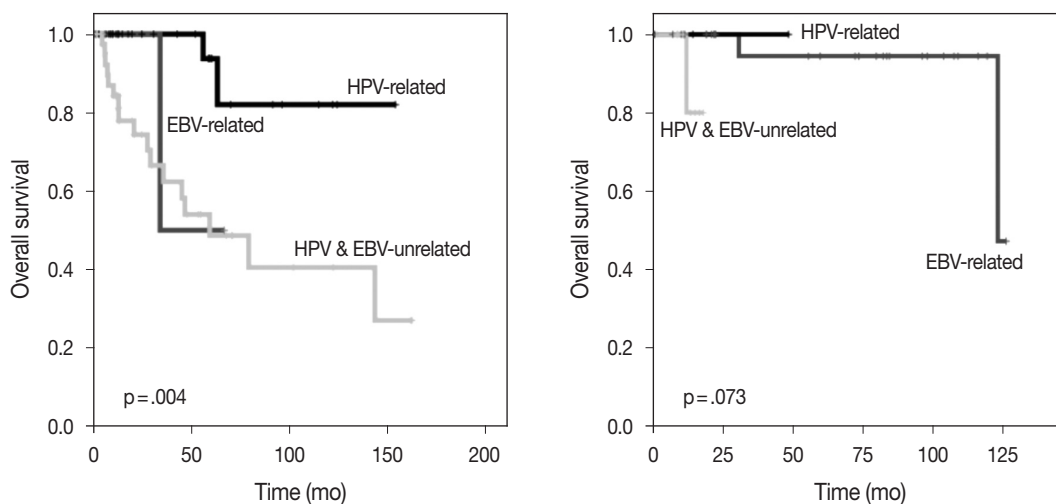 Overall survival
1.0
0.8
0.6
0.4
0.2
0.0
HPV-related
EBV-related
HPV & EBV-unrelated
p=.004
0 50 100 150 200
Time (mo)
Overall survival
1.0
0.8
0.6
0.4
0.2
0.0
HPV-related
HPV & EBV-unrelated
EBV-related
p=.073
0 25 50 75 100 125
Time (mo)